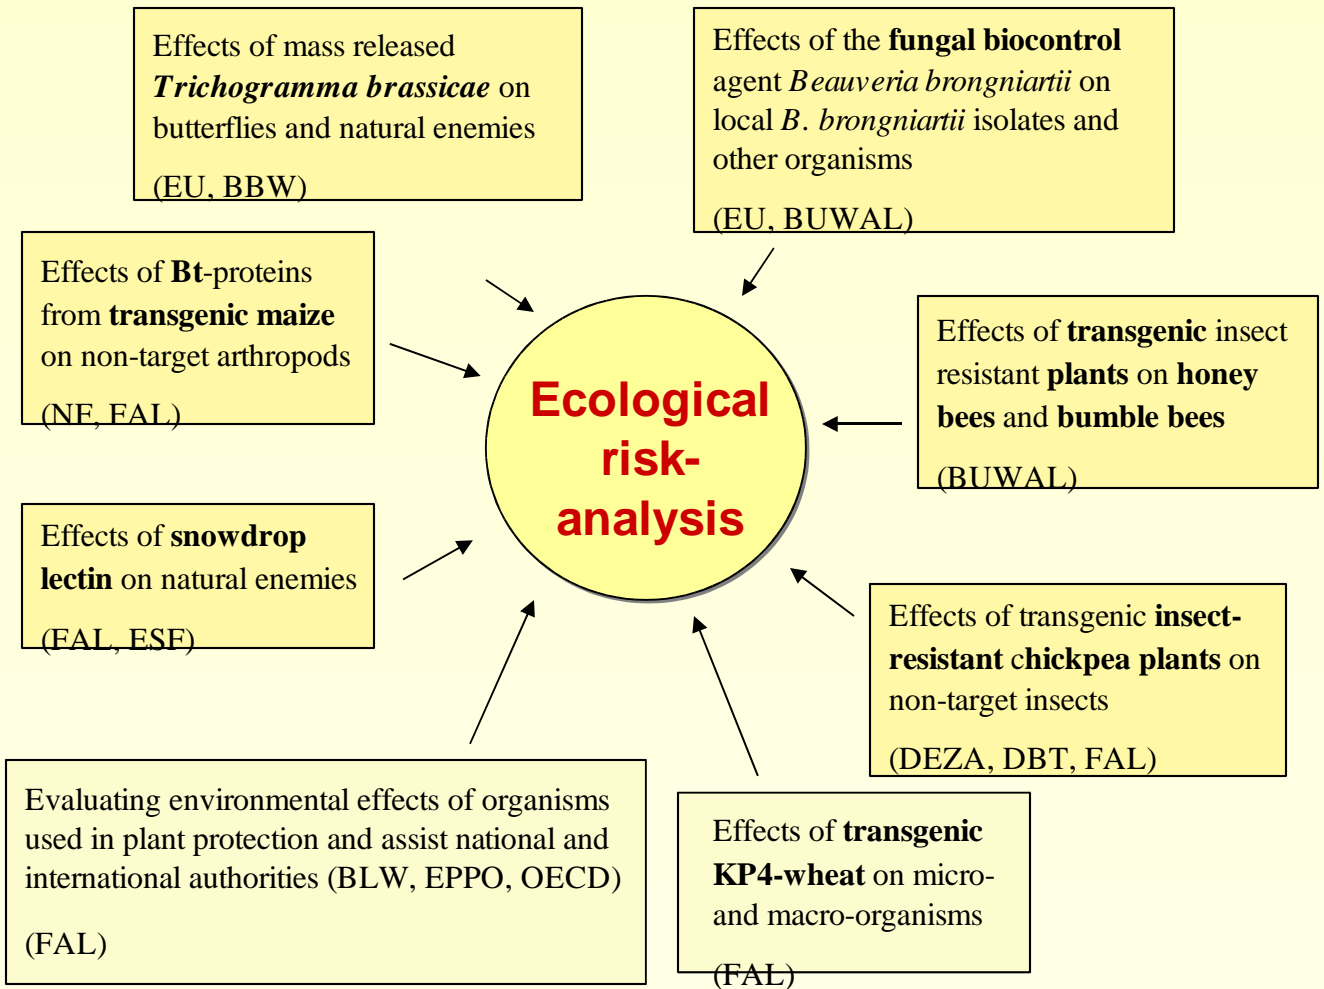 Effects of mass released
Trichogramma brassicae on
butterflies and natural enemies
(EU, BBW)
Effects of the fungal biocontrol
agent Beauveria brongniartii on
local B. brongniartii isolates and
other organisms
(EU, BUWAL)
Effects of Bt-proteins
from transgenic maize
on non-target arthropods
(NF, FAL)
Effects of transgenic insect
resistant plants on honey
bees and bumble bees
(BUWAL)
Ecological
risk-
analysis
Effects of snowdrop
lectin on natural enemies
(FAL, ESF)
Effects of transgenic insect-
resistant chickpea plants on
non-target insects
(DEZA, DBT, FAL)
Evaluating environmental effects of organisms
used in plant protection and assist national and
international authorities (BLW, EPPO, OECD)
(FAL)
Effects of transgenic
KP4-wheat on micro-
and macro-organisms
(FAL)